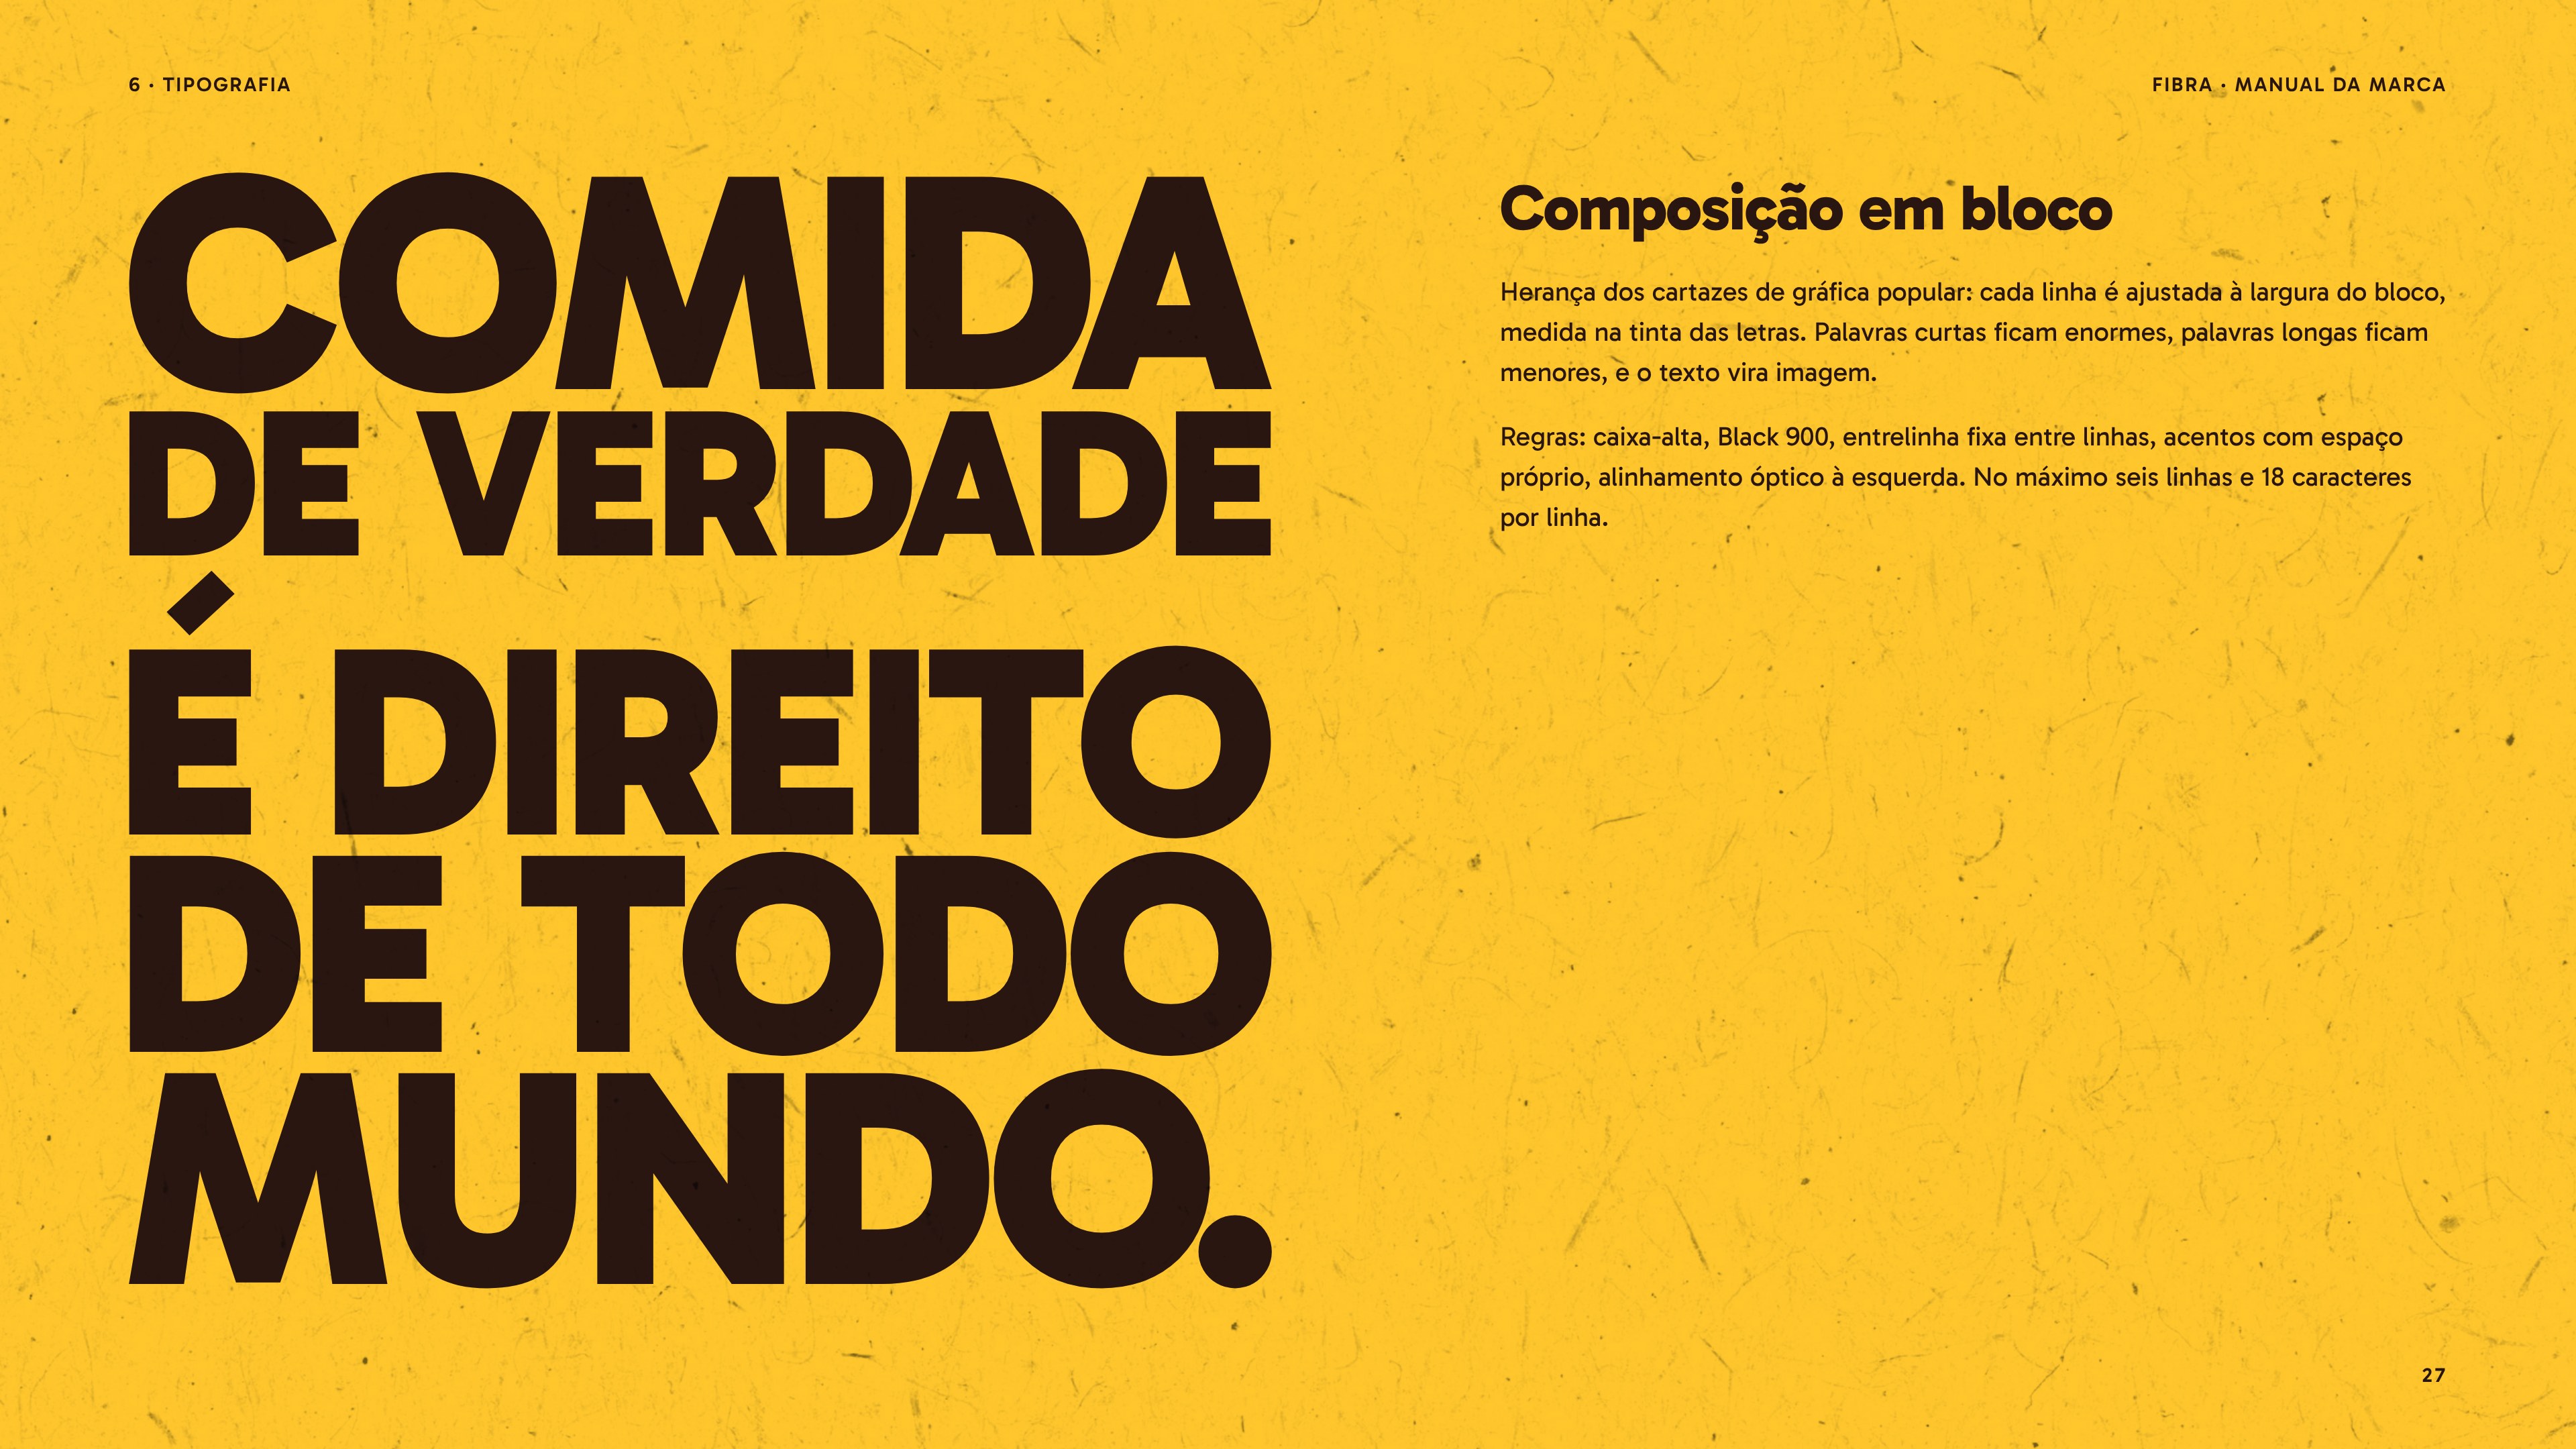 6 · TIPOGRAFIA
FIBRA · MANUAL DA MARCA
COMIDA
DE VERDADE
É DIREITO
DE TODO
MUNDO.
Composição em bloco
Herança dos cartazes de gráfica popular: cada linha é ajustada à largura do bloco,
medida na tinta das letras. Palavras curtas ficam enormes, palavras longas ficam
menores, e o texto vira imagem.
Regras: caixa-alta, Black 900, entrelinha fixa entre linhas, acentos com espaço
próprio, alinhamento óptico à esquerda. No máximo seis linhas e 18 caracteres
por linha.
27